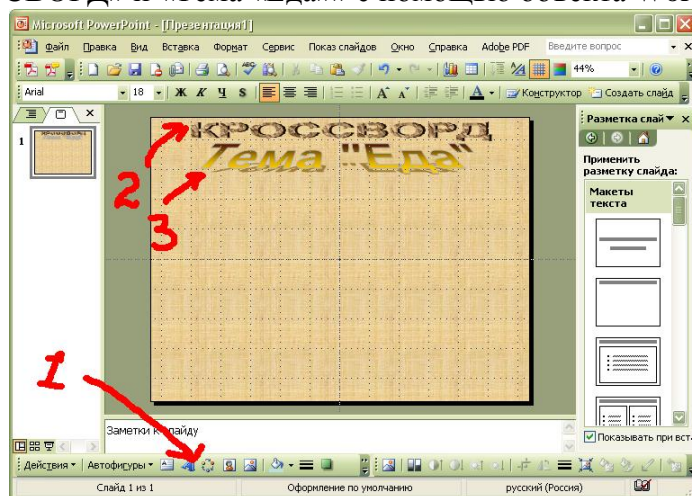 Microsoft PowerPoint - [Презентация1]
Файл Правка Вид Вставка Формат Сервис Показ слайдов Окно Справка Adobe PDF Введите вопрос
44%
Arial 18 Ж К Ч S Конструктор Создать слайд
1
КРОССВОРД
Тема "Еда"
2
3
1
Разметка слай
Применить
разметку слайда:
Макеты
текста
Заметки к слайду
Показывать при вст
Действия Автофигуры
Слайд 1 из 1 Оформление по умолчанию русский (Россия)